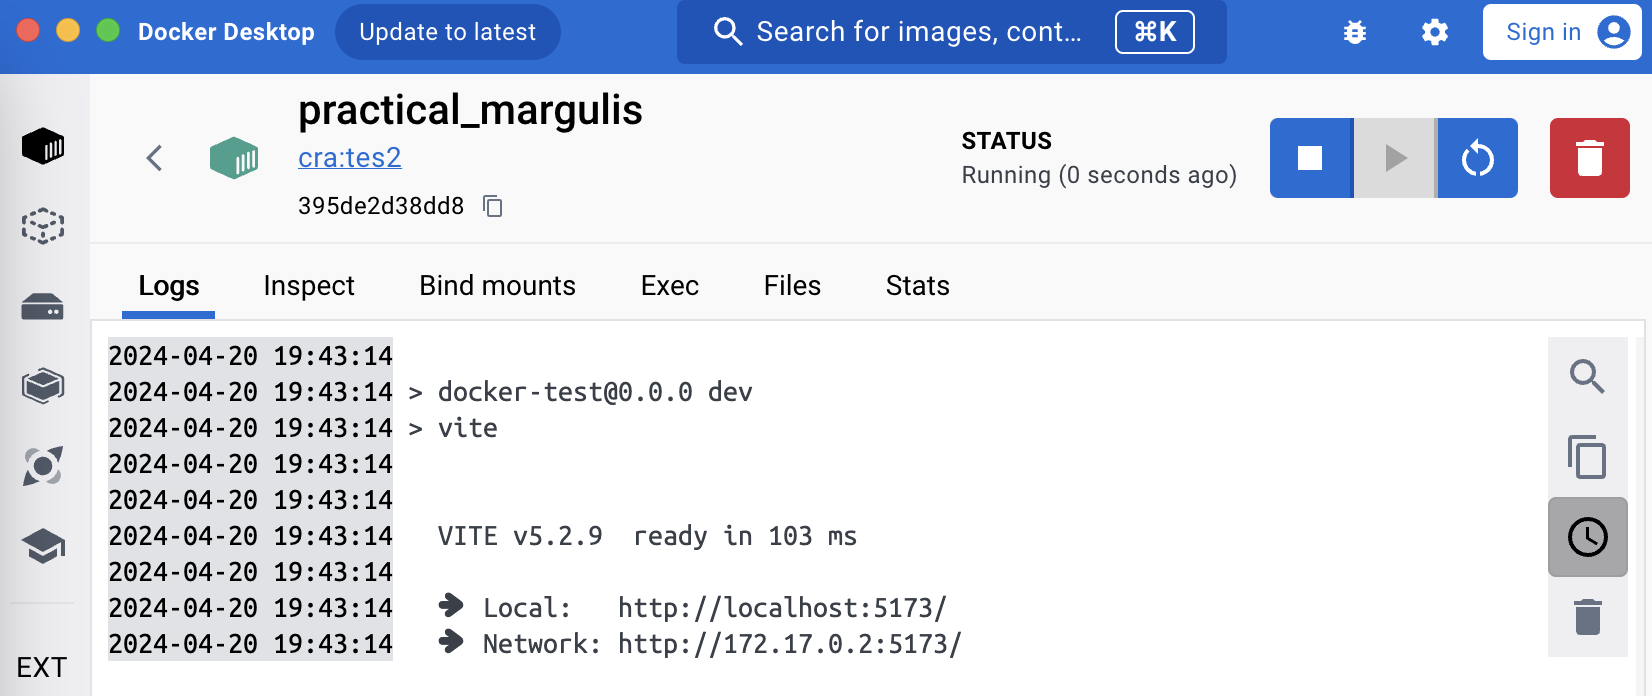 Docker Desktop Update to latest Search for images, cont... ⌘K Sign in
practical_margulis
cra:tes2
395de2d38dd8
STATUS
Running (0 seconds ago)
Logs Inspect Bind mounts Exec Files Stats
2024-04-20 19:43:14
2024-04-20 19:43:14 > docker-test@0.0.0 dev
2024-04-20 19:43:14 > vite
2024-04-20 19:43:14
2024-04-20 19:43:14
2024-04-20 19:43:14 VITE v5.2.9 ready in 103 ms
2024-04-20 19:43:14
2024-04-20 19:43:14 ➜ Local: http://localhost:5173/
2024-04-20 19:43:14 ➜ Network: http://172.17.0.2:5173/
EXT